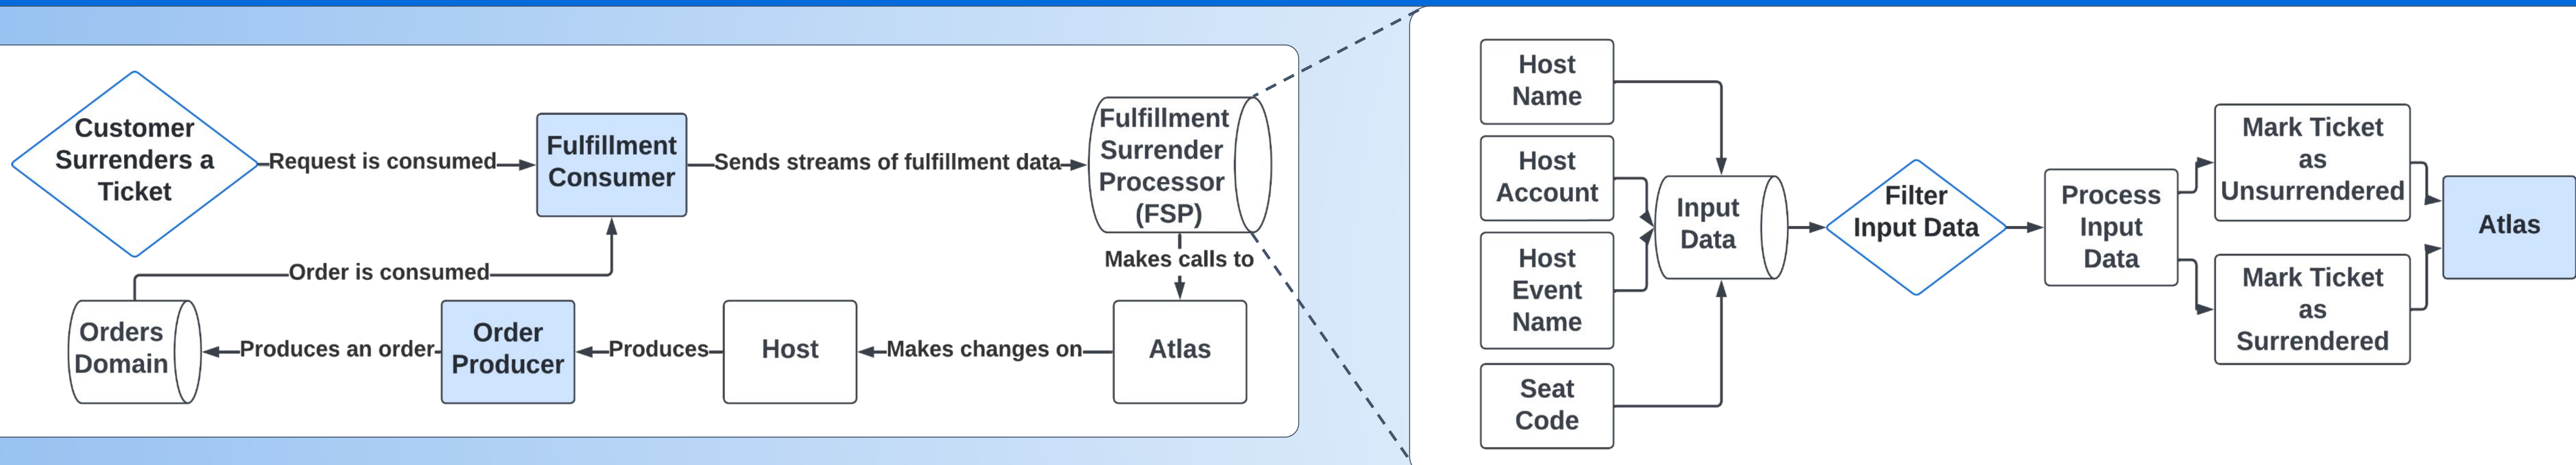 Customer
Surrenders a
Ticket
Request is consumed
Fulfillment
Consumer
Sends streams of fulfillment data
Fulfillment
Surrender
Processor
(FSP)
Makes calls to
Order is consumed
Orders
Domain
Produces an order
Order
Producer
Produces
Host
Makes changes on
Atlas
Host
Name
Host
Account
Host
Event
Name
Seat
Code
Input
Data
Filter
Input Data
Process
Input
Data
Mark Ticket
as
Unsurrendered
Mark Ticket
as
Surrendered
Atlas